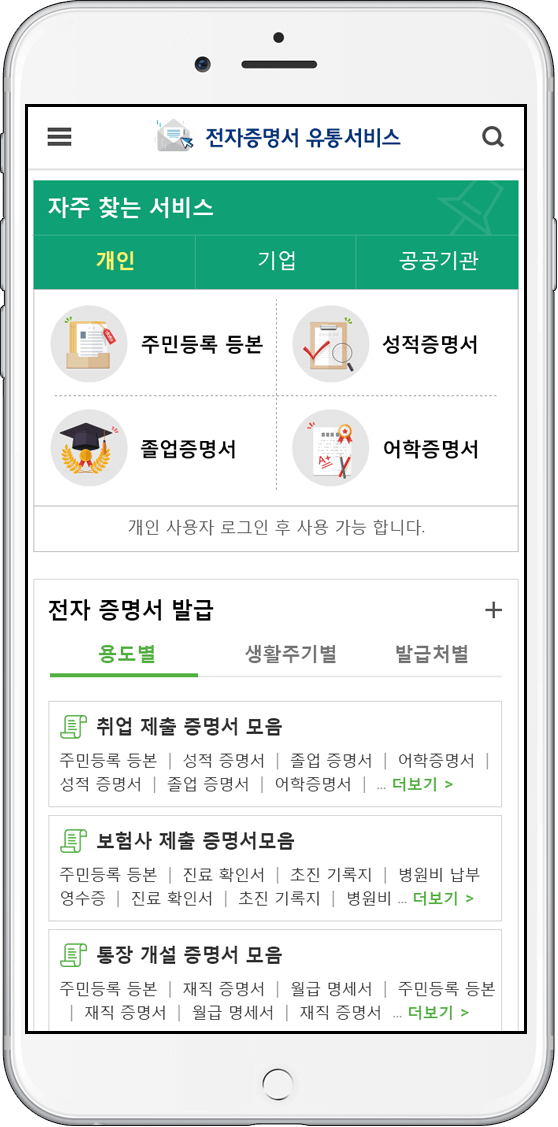 전자증명서 유통서비스
자주 찾는 서비스
개인 기업 공공기관
주민등록 등본 성적증명서
졸업증명서 어학증명서
개인 사용자 로그인 후 사용 가능 합니다.
전자 증명서 발급 +
용도별 생활주기별 발급처별
취업 제출 증명서 모음
주민등록 등본 | 성적 증명서 | 졸업 증명서 | 어학증명서 |
성적 증명서 | 졸업 증명서 | 어학증명서 | ... 더보기 >
보험사 제출 증명서모음
주민등록 등본 | 진료 확인서 | 초진 기록지 | 병원비 납부
영수증 | 진료 확인서 | 초진 기록지 | 병원비 ... 더보기 >
통장 개설 증명서 모음
주민등록 등본 | 재직 증명서 | 월급 명세서 | 주민등록 등본
| 재직 증명서 | 월급 명세서 | 재직 증명서 ... 더보기 >